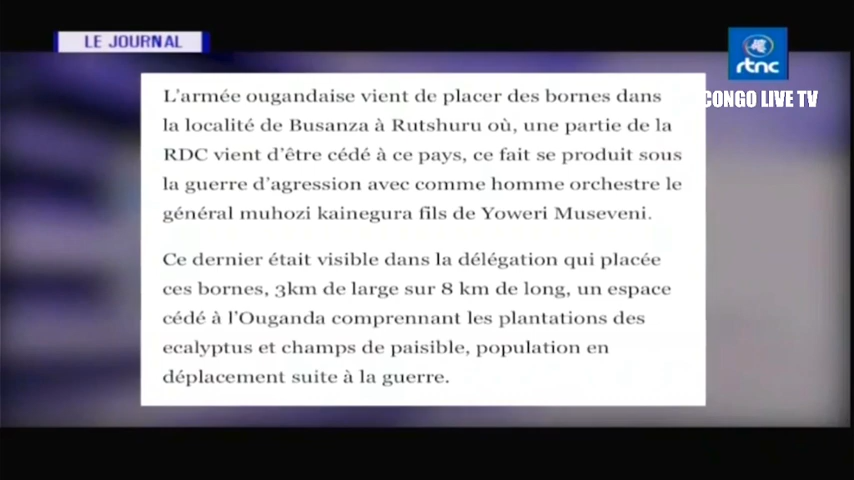 LE JOURNAL
rtnc
CONGO LIVE TV
L'armée ougandaise vient de placer des bornes dans
la localité de Busanza à Rutshuru où, une partie de la
RDC vient d'être cédé à ce pays, ce fait se produit sous
la guerre d'agression avec comme homme orchestre le
général muhozi kainegura fils de Yoweri Museveni.
Ce dernier était visible dans la délégation qui placée
ces bornes, 3km de large sur 8 km de long, un espace
cédé à l'Ouganda comprennant les plantations des
ecalyptus et champs de paisible, population en
déplacement suite à la guerre.